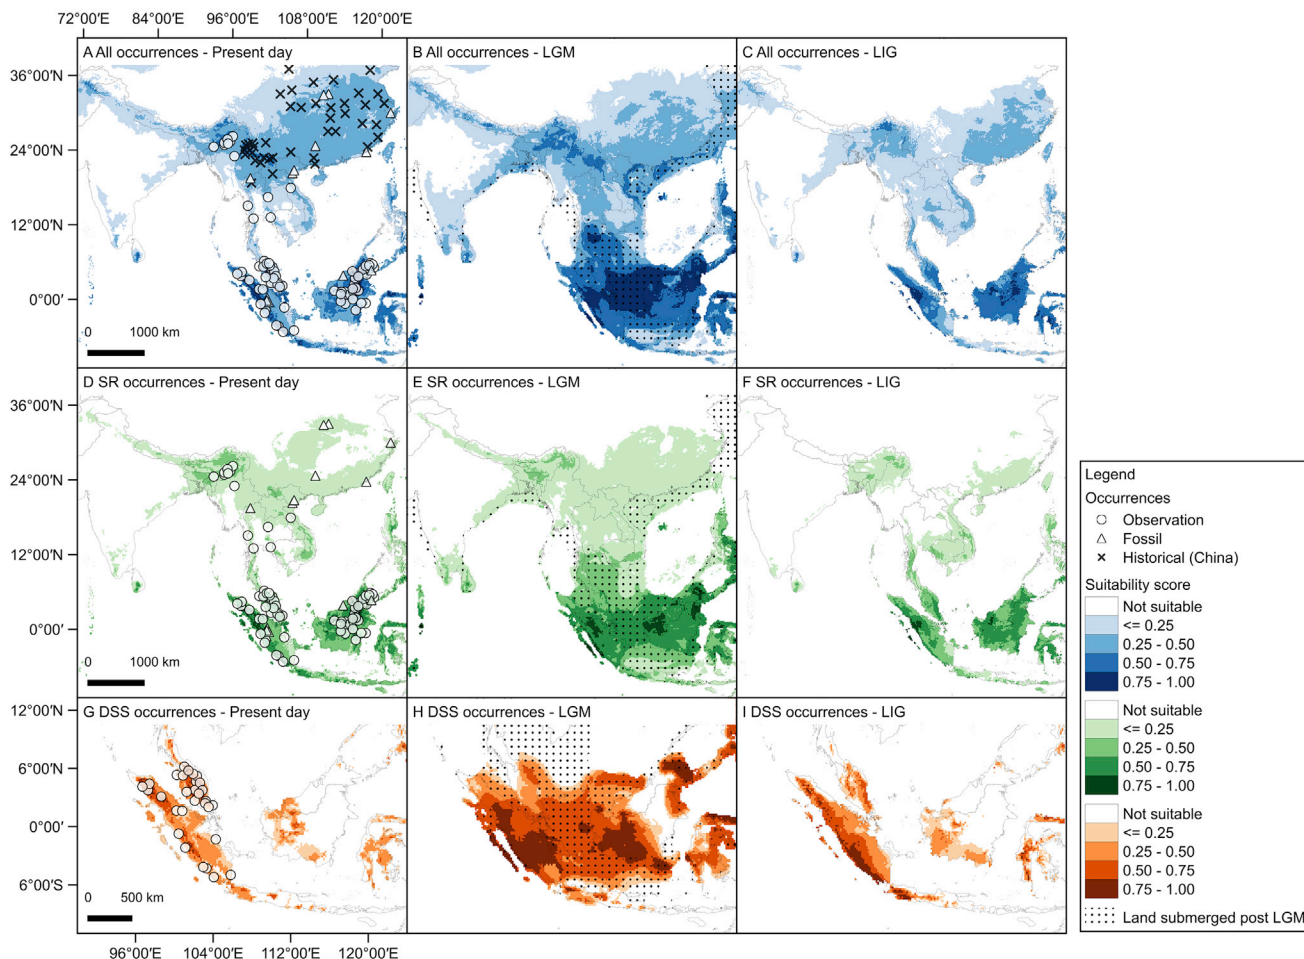 72°00'E 84°00'E 96°00'E 108°00'E 120°00'E
A All occurrences - Present day
B All occurrences - LGM
C All occurrences - LIG
36°00'N
24°00'N
12°00'N
0°00'
0 1000 km
D SR occurrences - Present day
E SR occurrences - LGM
F SR occurrences - LIG
36°00'N
24°00'N
12°00'N
0°00'
0 1000 km
G DSS occurrences - Present day
H DSS occurrences - LGM
I DSS occurrences - LIG
12°00'N
6°00'N
0°00'
6°00'S
0 500 km
96°00'E 104°00'E 112°00'E 120°00'E
Legend
Occurrences
Observation
Fossil
Historical (China)
Suitability score
Not suitable
<= 0.25
0.25 - 0.50
0.50 - 0.75
0.75 - 1.00
Not suitable
<= 0.25
0.25 - 0.50
0.50 - 0.75
0.75 - 1.00
Not suitable
<= 0.25
0.25 - 0.50
0.50 - 0.75
0.75 - 1.00
Land submerged post LGM